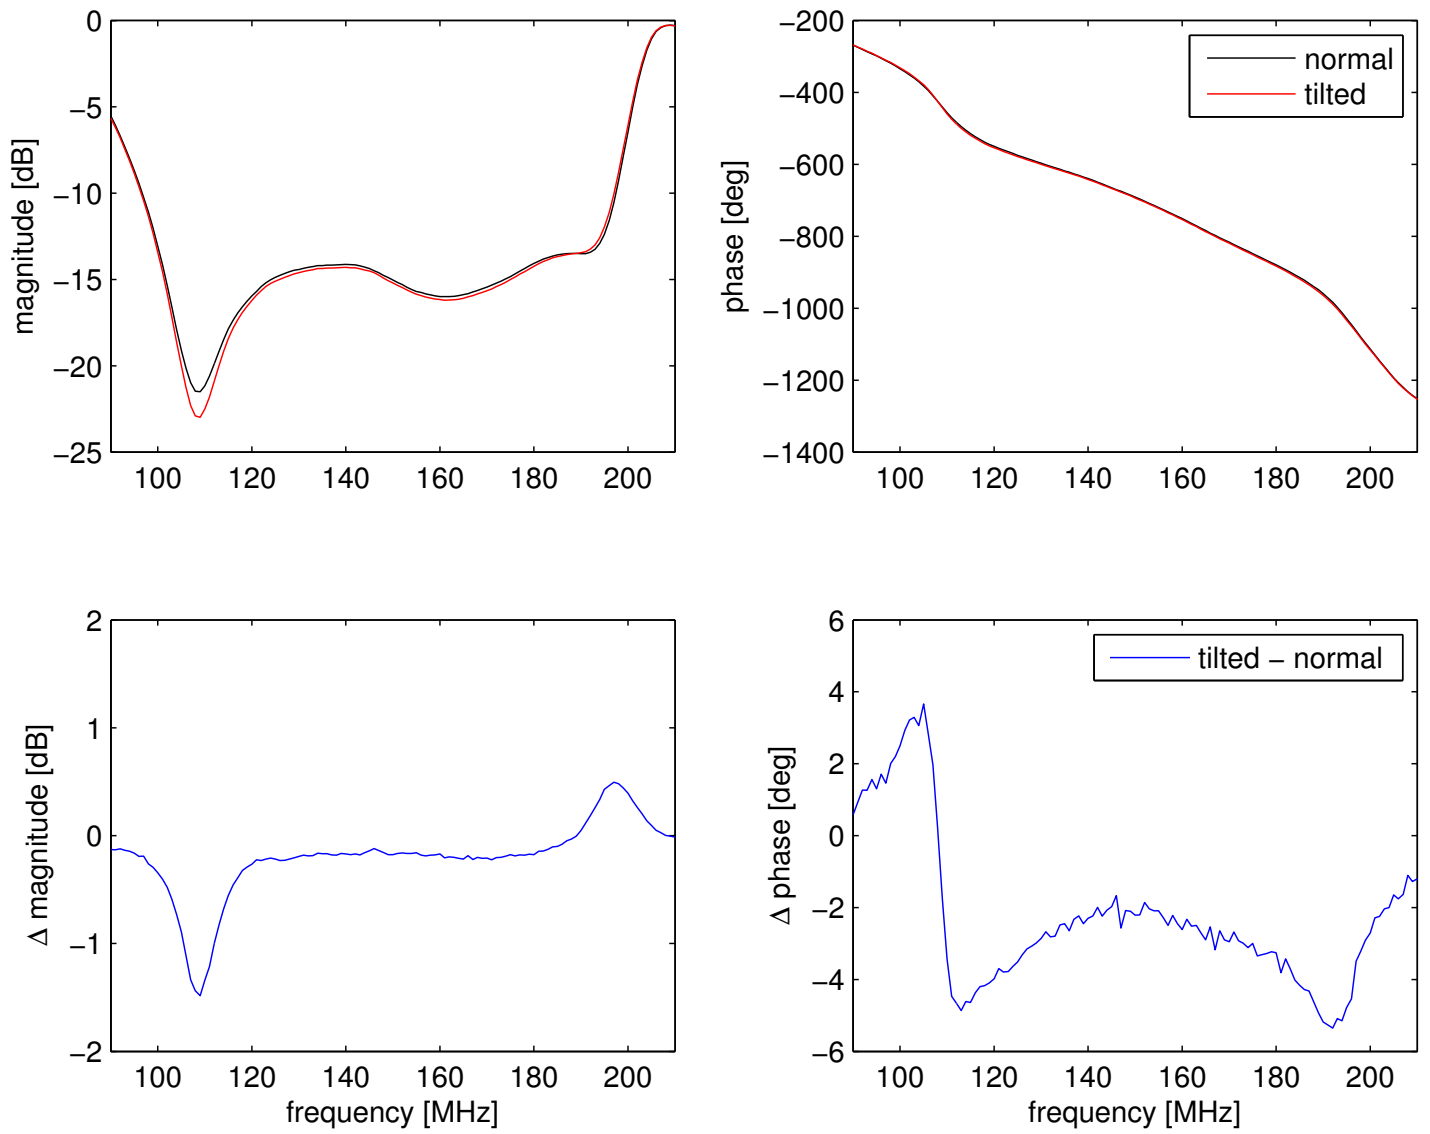 0
−5
−10
−15
−20
−25
magnitude [dB]
100 120 140 160 180 200
−200
−400
−600
−800
−1000
−1200
−1400
phase [deg]
normal
tilted
100 120 140 160 180 200
2
1
0
−1
−2
Δ magnitude [dB]
100 120 140 160 180 200
frequency [MHz]
6
4
2
0
−2
−4
−6
Δ phase [deg]
tilted − normal
100 120 140 160 180 200
frequency [MHz]